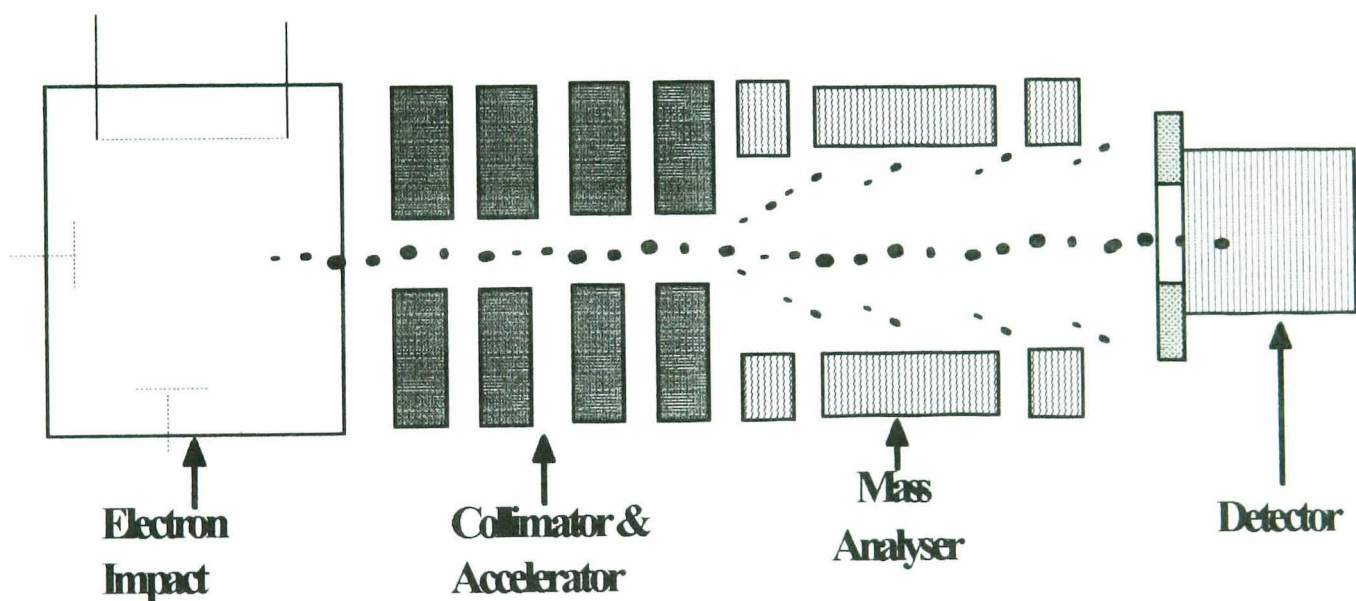 Electron
Impact
Collimator &
Accelerator
Mass
Analyser
Detector